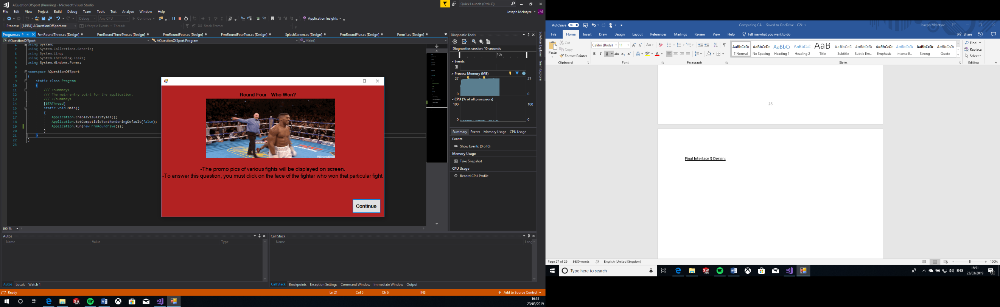 AQuestionOfSport (Running) - Microsoft Visual Studio
Quick Launch (Ctrl+Q)
File Edit View Project Build Debug Team Tools Test Analyze Window Help
Joseph McIntyre JM
Debug Any CPU Continue Application Insights
Process: [14984] AQuestionOfSport.exe Lifecycle Events Thread: Stack Frame:
Program.cs FrmRoundThree.cs [Design] FrmRoundThreeTwo.cs [Design] FrmRoundFour.cs [Design] FrmRoundFourTwo.cs [Design] SplashScreen.cs [Design] FrmRoundFive.cs [Design] Form1.cs [Design]
AQuestionOfSport AQuestionOfSport.Program Main()
1 using System;
2 using System.Collections.Generic;
3 using System.Linq;
4 using System.Threading.Tasks;
5 using System.Windows.Forms;
6
7 namespace AQuestionOfSport
8 {
9 static class Program
10 {
11 /// <summary>
12 /// The main entry point for the application.
13 /// </summary>
14 [STAThread]
15 static void Main()
16 {
17 Application.EnableVisualStyles();
18 Application.SetCompatibleTextRenderingDefault(false);
19 Application.Run(new FrmRoundFive());
20 }
21 }
22 }
23
Round Four - Who Won?
#Showtime
-The promo pics of various fights will be displayed on screen.
-To answer this question, you must click on the face of the fighter who won that particular fight.
Continue
100 %
Diagnostic Tools
Diagnostics session: 10 seconds
10s
Events
Process Memory (MB)
27 27
0 0
CPU (% of all processors)
100 100
0 0
Summary Events Memory Usage CPU Usage
Events
Show Events (0 of 0)
Memory Usage
Take Snapshot
CPU Usage
Record CPU Profile
Solution Explorer
Team Explorer
Autos
Name Value Type
Call Stack
Name Lang
Autos Locals Watch 1
Call Stack Breakpoints Exception Settings Command Window Immediate Window Output
Ready Ln 21 Col 6 Ch 6 INS Add to Source Control
16:51
23/03/2019
AutoSave On Computing CA - Saved to OneDrive - C2k Joseph McIntyre
File Home Insert Draw Design Layout References Mailings Review View Help Tell me what you want to do Share
Paste
Cut
Copy
Format Painter
Clipboard
Calibri (Body) 11
Font
Paragraph
AaBbCcDc AaBbCcDc AaBbCc AaBbCcD AaB AaBbCcD AaBbCcDc AaBbCcDc AaBbCcDc AaBbCcDc AaBbCcDc
¶ Normal No Spacing Heading 1 Heading 2 Title Subtitle Subtle Em... Emphasis Intense E... Strong Quote
Styles
Find
Replace
Select
Editing
25
Final Interface 9 Design:
Page 27 of 29 5630 words English (United Kingdom) 100%
Type here to search
ENG
16:51
23/03/2019